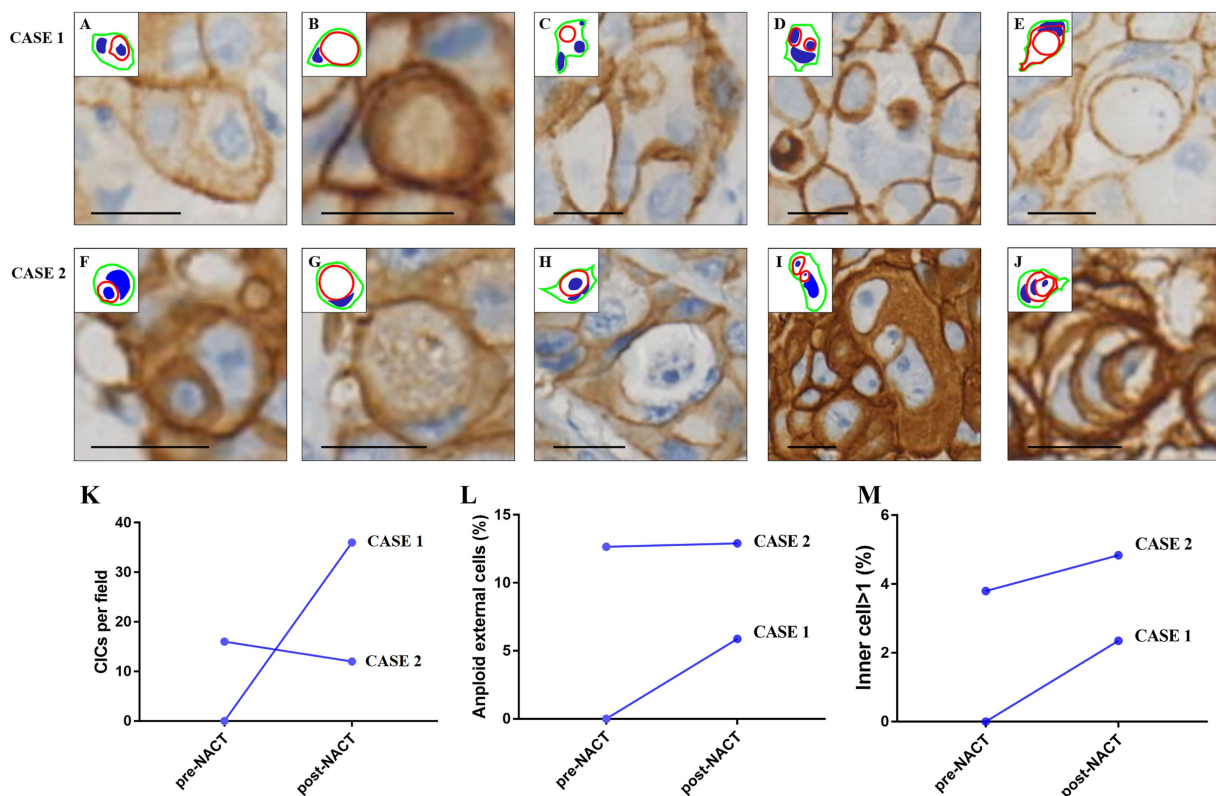 CASE 1
A
B
C
D
E
CASE 2
F
G
H
I
J
K
CICs per field
40
30
20
10
0
CASE 1
CASE 2
pre-NACT
post-NACT
L
Anploid external cells (%)
15
10
5
0
CASE 2
CASE 1
pre-NACT
post-NACT
M
Inner cell>1 (%)
6
4
2
0
CASE 2
CASE 1
pre-NACT
post-NACT